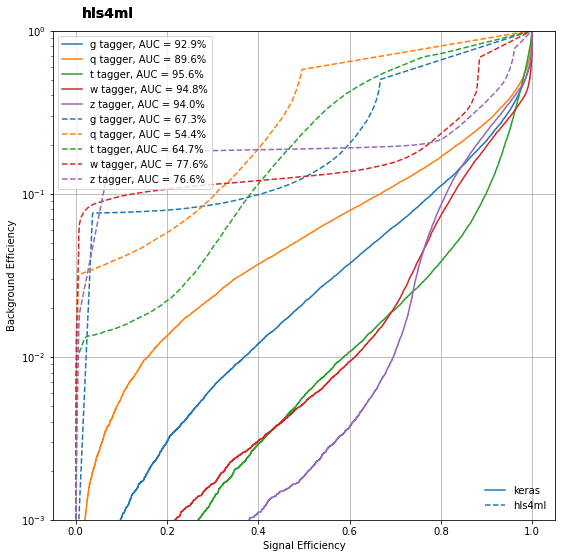 hls4ml
10⁰
g tagger, AUC = 92.9%
q tagger, AUC = 89.6%
t tagger, AUC = 95.6%
w tagger, AUC = 94.8%
z tagger, AUC = 94.0%
g tagger, AUC = 67.3%
q tagger, AUC = 54.4%
t tagger, AUC = 64.7%
w tagger, AUC = 77.6%
z tagger, AUC = 76.6%
10⁻¹
Background Efficiency
10⁻²
keras
hls4ml
10⁻³
0.0 0.2 0.4 0.6 0.8 1.0
Signal Efficiency